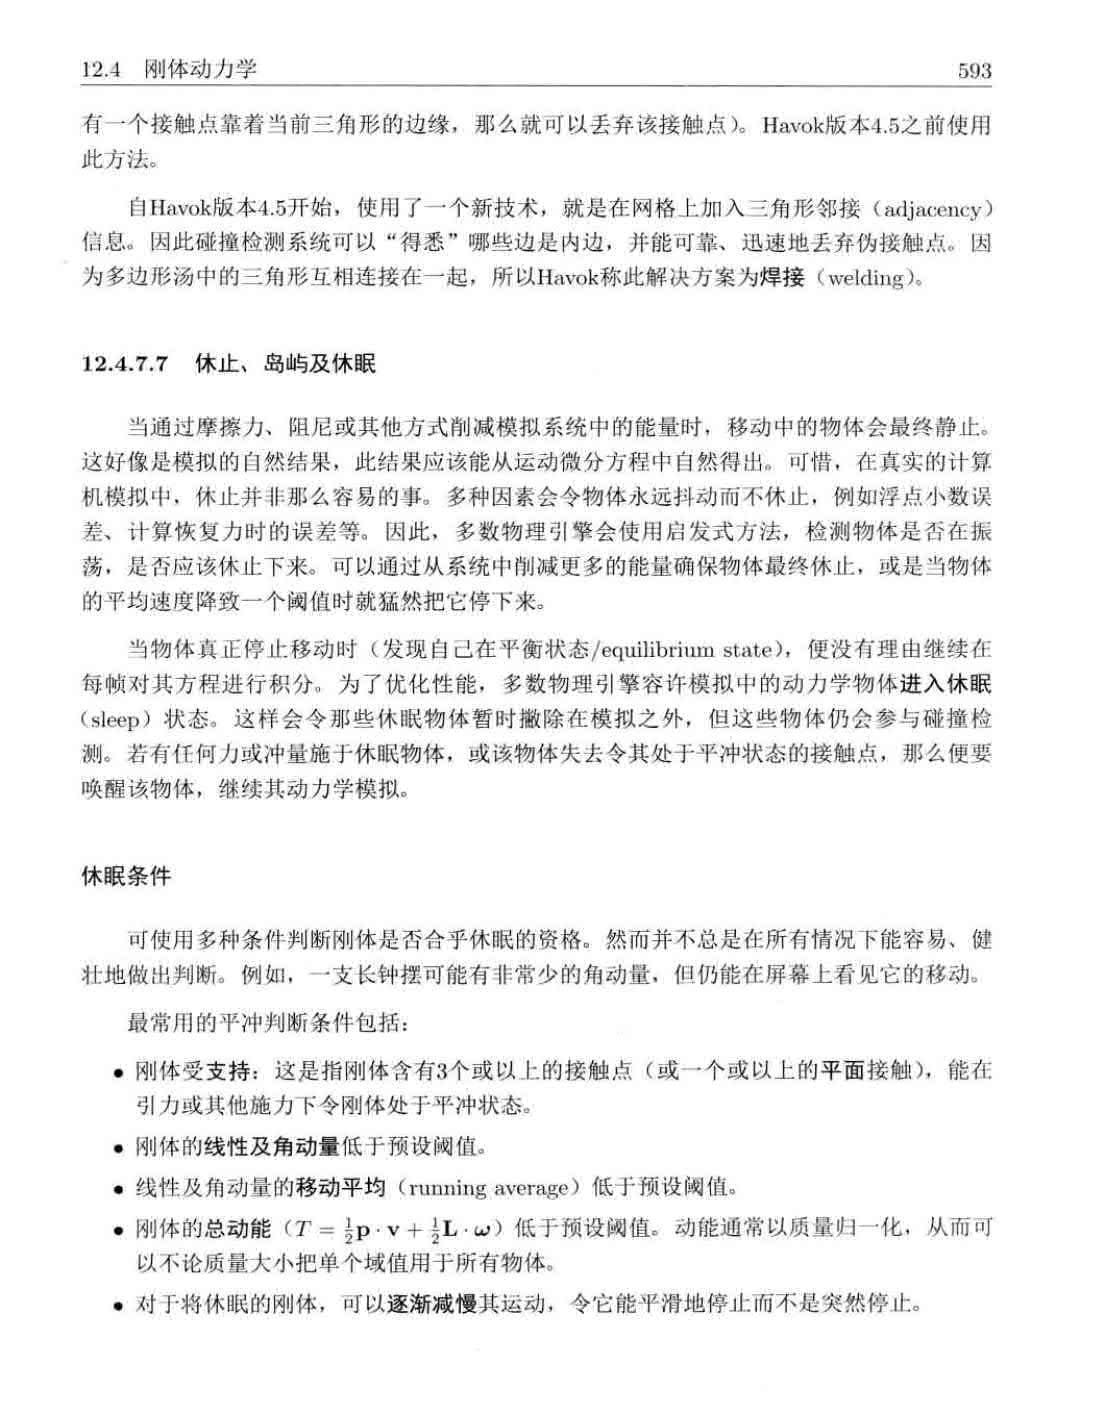 12.4 刚体动力学 593
有一个接触点靠着当前三角形的边缘，那么就可以丢弃该接触点）。Havok版本4.5之前使用
此方法。
自Havok版本4.5开始，使用了一个新技术，就是在网格上加入三角形邻接（adjacency）
信息。因此碰撞检测系统可以“得悉”哪些边是内边，并能可靠、迅速地丢弃伪接触点。因
为多边形汤中的三角形互相连接在一起，所以Havok称此解决方案为焊接（welding）。
12.4.7.7 休止、岛屿及休眠
当通过摩擦力、阻尼或其他方式削减模拟系统中的能量时，移动中的物体会最终静止。
这好像是模拟的自然结果，此结果应该能从运动微分方程中自然得出。可惜，在真实的计算
机模拟中，休止并非那么容易的事。多种因素会令物体永远抖动而不休止，例如浮点小数误
差、计算恢复力时的误差等。因此，多数物理引擎会使用启发式方法，检测物体是否在振
荡，是否应该休止下来。可以通过从系统中削减更多的能量确保物体最终休止，或是当物体
的平均速度降致一个阈值时就猛然把它停下来。
当物体真正停止移动时（发现自己在平衡状态/equilibrium state），便没有理由继续在
每帧对其方程进行积分。为了优化性能，多数物理引擎容许模拟中的动力学物体进入休眠
（sleep）状态。这样会令那些休眠物体暂时撇除在模拟之外，但这些物体仍会参与碰撞检
测。若有任何力或冲量施于休眠物体，或该物体失去令其处于平冲状态的接触点，那么便要
唤醒该物体，继续其动力学模拟。
休眠条件
可使用多种条件判断刚体是否合乎休眠的资格。然而并不总是在所有情况下能容易、健
壮地做出判断。例如，一支长钟摆可能有非常少的角动量，但仍能在屏幕上看见它的移动。
最常用的平冲判断条件包括：
● 刚体受支持：这是指刚体含有3个或以上的接触点（或一个或以上的平面接触），能在
引力或其他施力下令刚体处于平冲状态。
● 刚体的线性及角动量低于预设阈值。
● 线性及角动量的移动平均（running average）低于预设阈值。
● 刚体的总动能（T = ½p · v + ½L · ω）低于预设阈值。动能通常以质量归一化，从而可
以不论质量大小把单个域值用于所有物体。
● 对于将休眠的刚体，可以逐渐减慢其运动，令它能平滑地停止而不是突然停止。